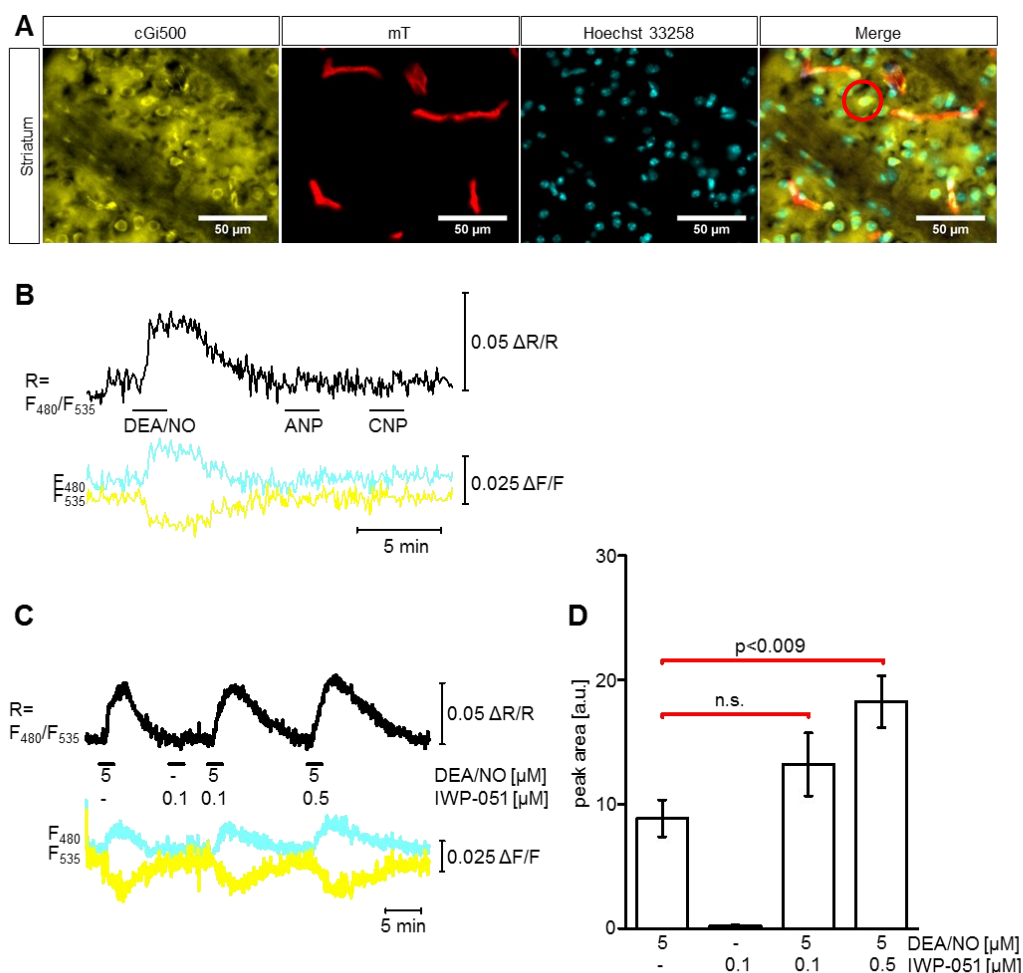 A
cGi500
mT
Hoechst 33258
Merge
Striatum
50 µm
50 µm
50 µm
50 µm
B
0.05 ΔR/R
R=
F480/F535
DEA/NO
ANP
CNP
F480
F535
0.025 ΔF/F
5 min
C
R=
F480/F535
0.05 ΔR/R
5
-
5
5
DEA/NO [µM]
-
0.1
0.1
0.5
IWP-051 [µM]
F480
F535
0.025 ΔF/F
5 min
D
30
20
10
0
peak area [a.u.]
p<0.009
n.s.
5
-
5
5
DEA/NO [µM]
-
0.1
0.1
0.5
IWP-051 [µM]